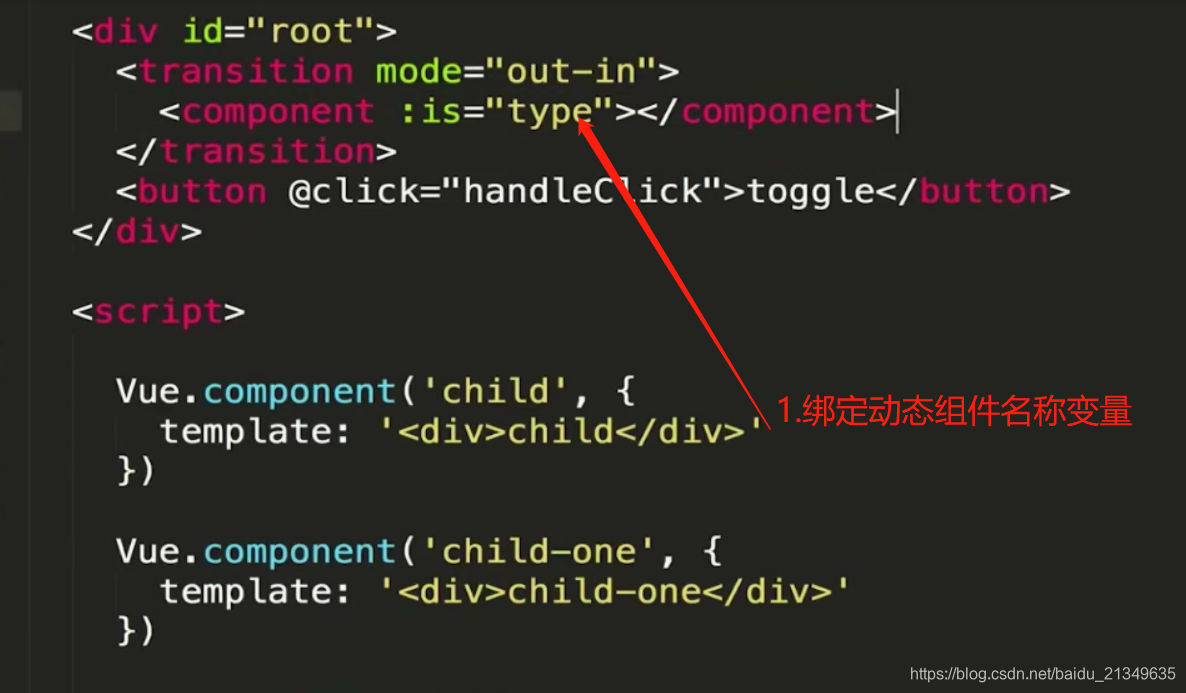 <div id="root">
<transition mode="out-in">
<component :is="type"></component>
</transition>
<button @click="handleClick">toggle</button>
</div>
<script>
Vue.component('child', {
template: '<div>child</div>'
1.绑定动态组件名称变量
})
Vue.component('child-one', {
template: '<div>child-one</div>'
})
https://blog.csdn.net/baidu_21349635